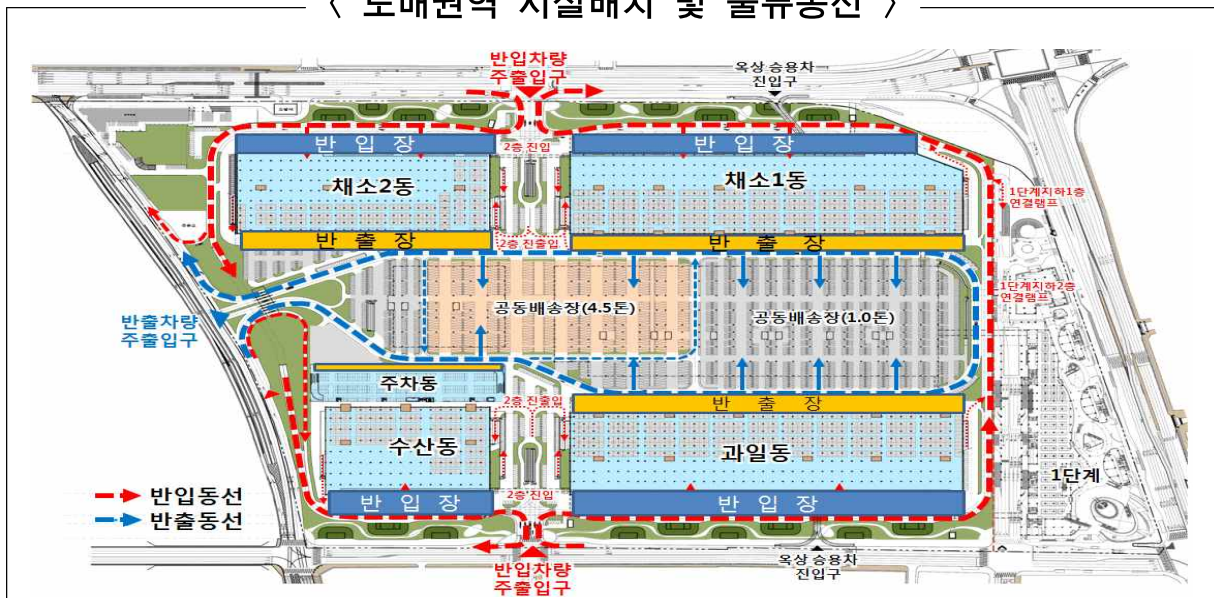 〈 도매권역 시설배치 및 물류동선 〉
반입차량
주출입구
옥상 승용차
진입구
반 입 장
2층 진입
반 입 장
채소2동
채소1동
1단계지하1층
연결램프
반 출 장
2층 진출입
반 출 장
1단계지하2층
연결램프
공동배송장(4.5톤)
공동배송장(1.0톤)
반출차량
주출입구
주차동
2층 진출입
반 출 장
수산동
과일동
1단계
반입동선
반출동선
반 입 장
2층 진입
반 입 장
반입차량
주출입구
옥상 승용차
진입구